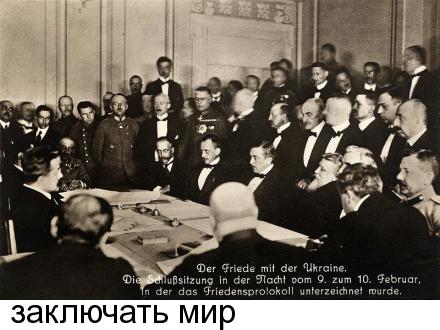 Der Friede mit der Ukraine.
Die Schlußsitzung in der Nacht vom 9. zum 10. Februar,
in der das Friedensprotokoll unterzeichnet wurde.
заключать мир